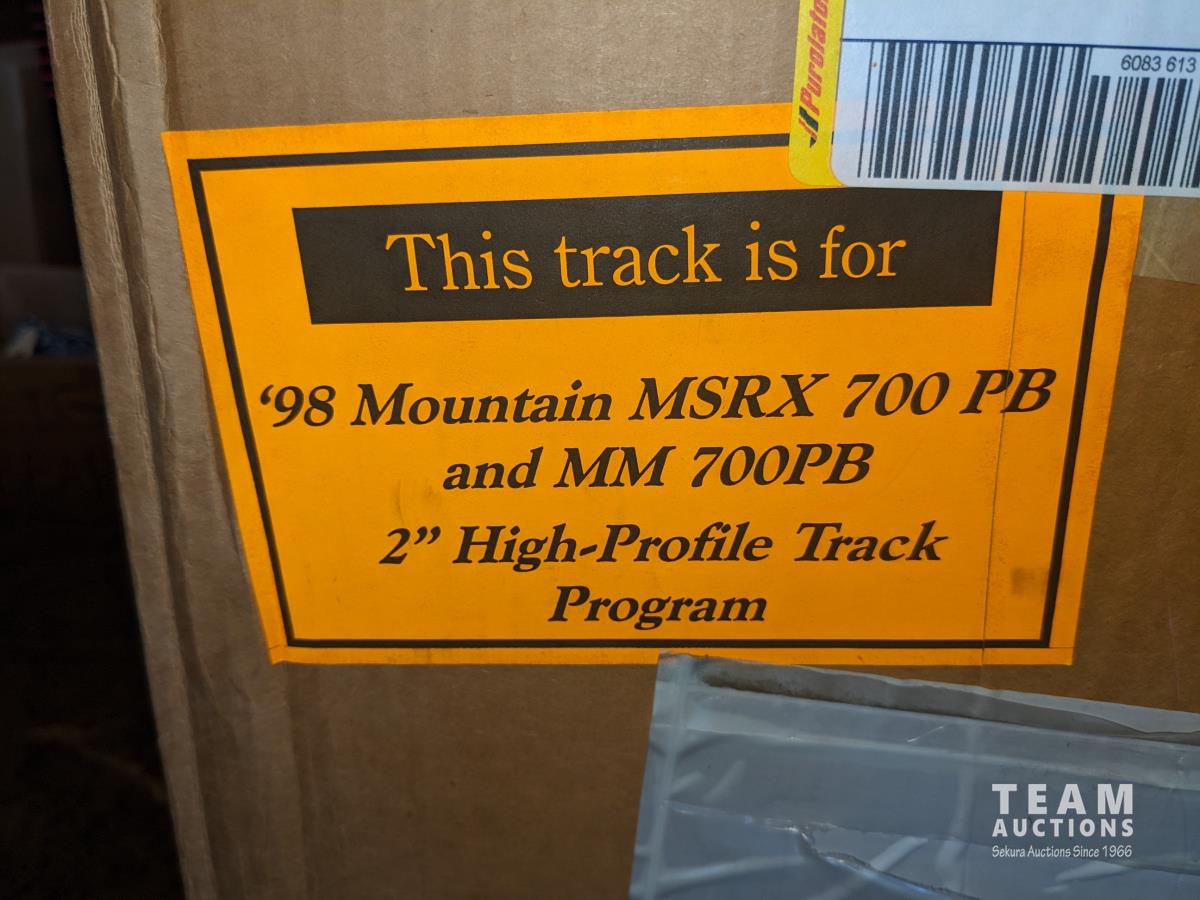 Purolator
6083 613
This track is for
‘98 Mountain MSRX 700 PB
and MM 700PB
2” High-Profile Track
Program
TEAM
AUCTIONS
Sekura Auctions Since 1966